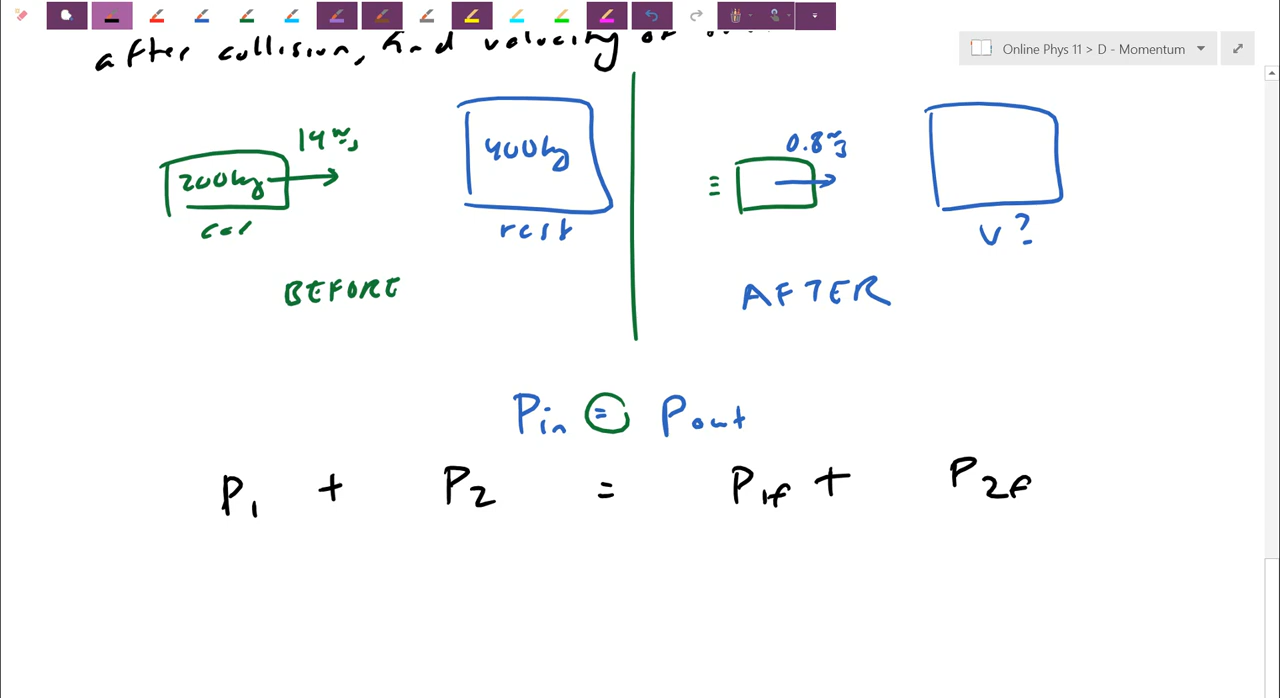 Online Phys 11 > D - Momentum
after collision, find velocity of
14 m/s
200kg
car
400kg
rest
0.8 m/s
v?
BEFORE
AFTER
Pin = Pout
P1 + P2 = P1f + P2f